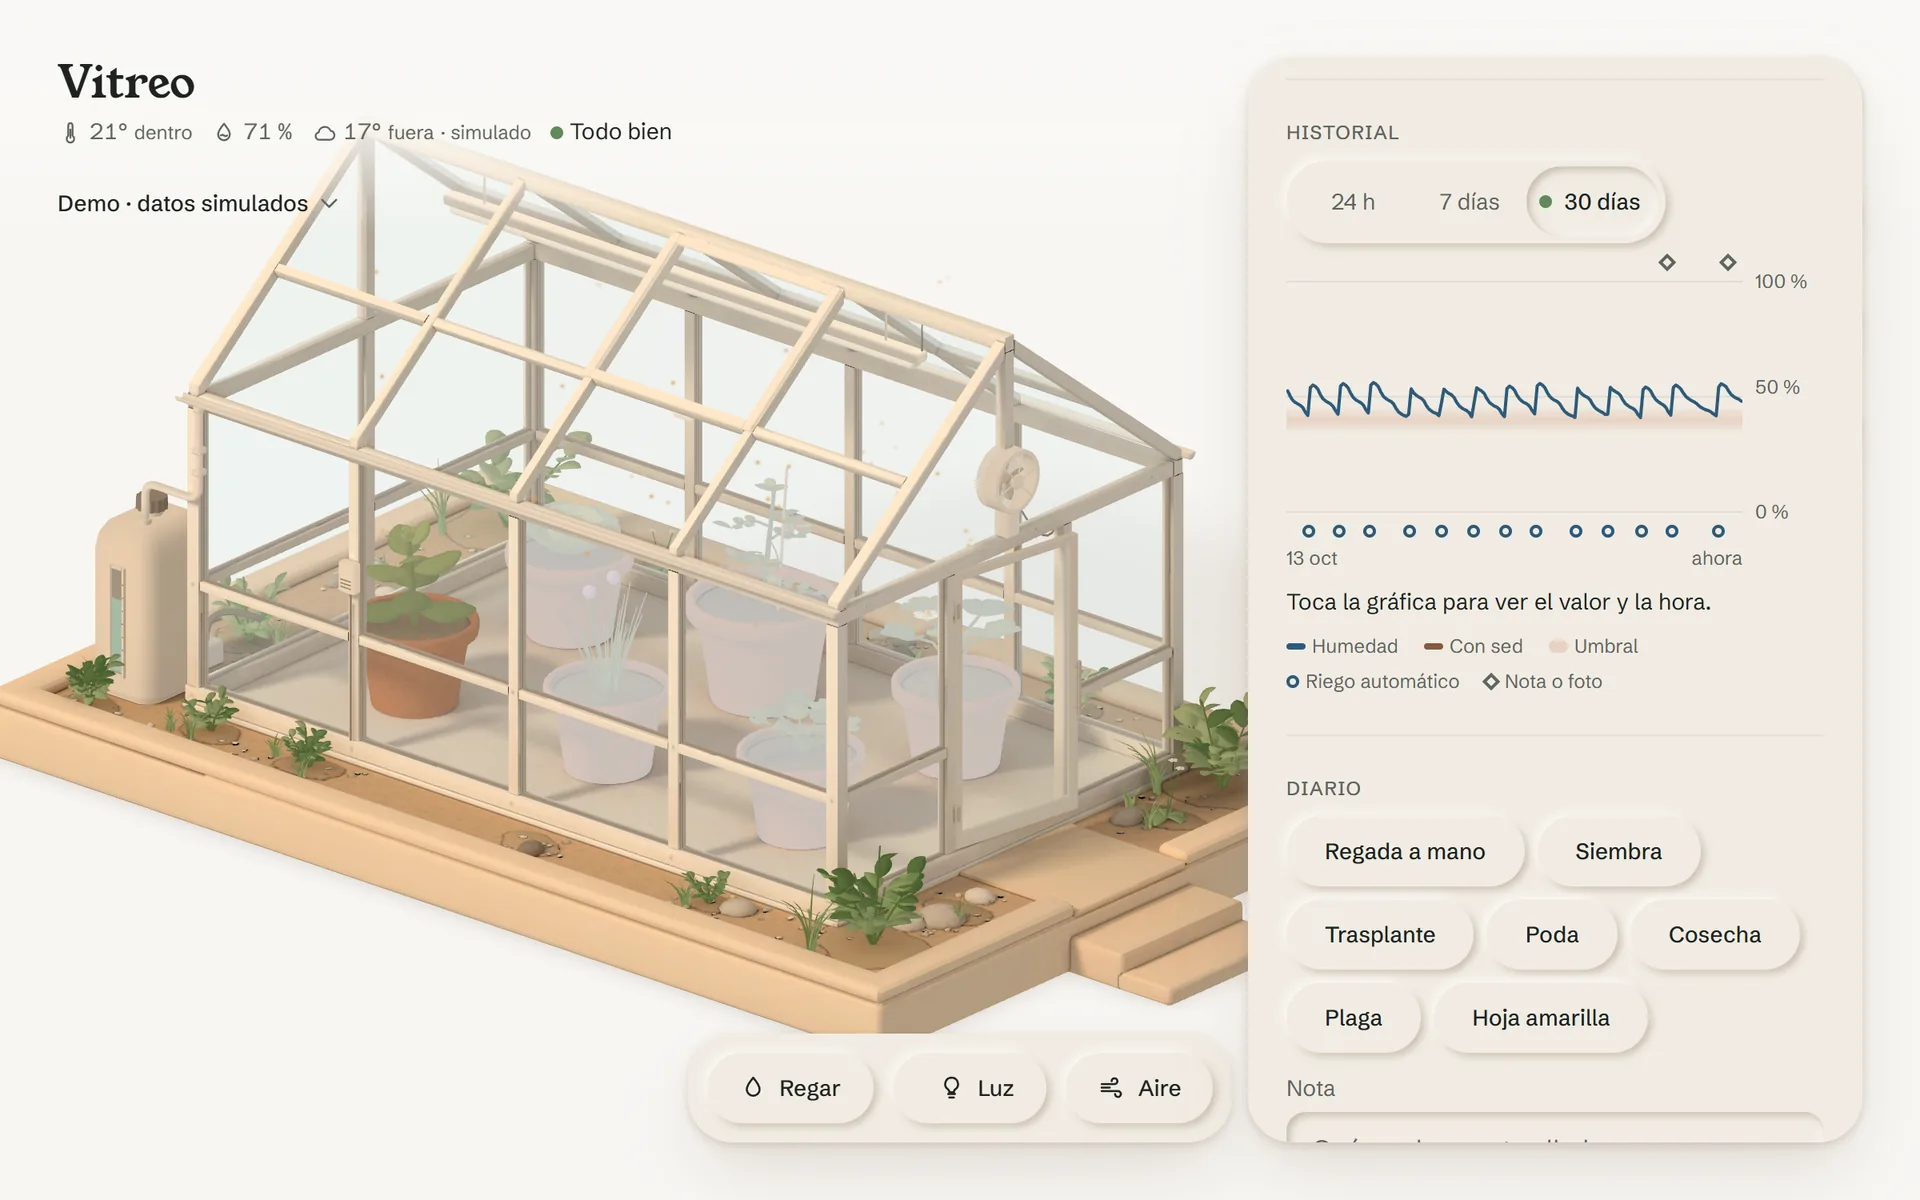 Vitreo
21° dentro 71 % 17° fuera · simulado Todo bien
Demo · datos simulados
HISTORIAL
24 h 7 días 30 días
100 %
50 %
0 %
13 oct ahora
Toca la gráfica para ver el valor y la hora.
Humedad Con sed Umbral
Riego automático Nota o foto
DIARIO
Regada a mano Siembra
Trasplante Poda Cosecha
Plaga Hoja amarilla
Nota
Regar Luz Aire